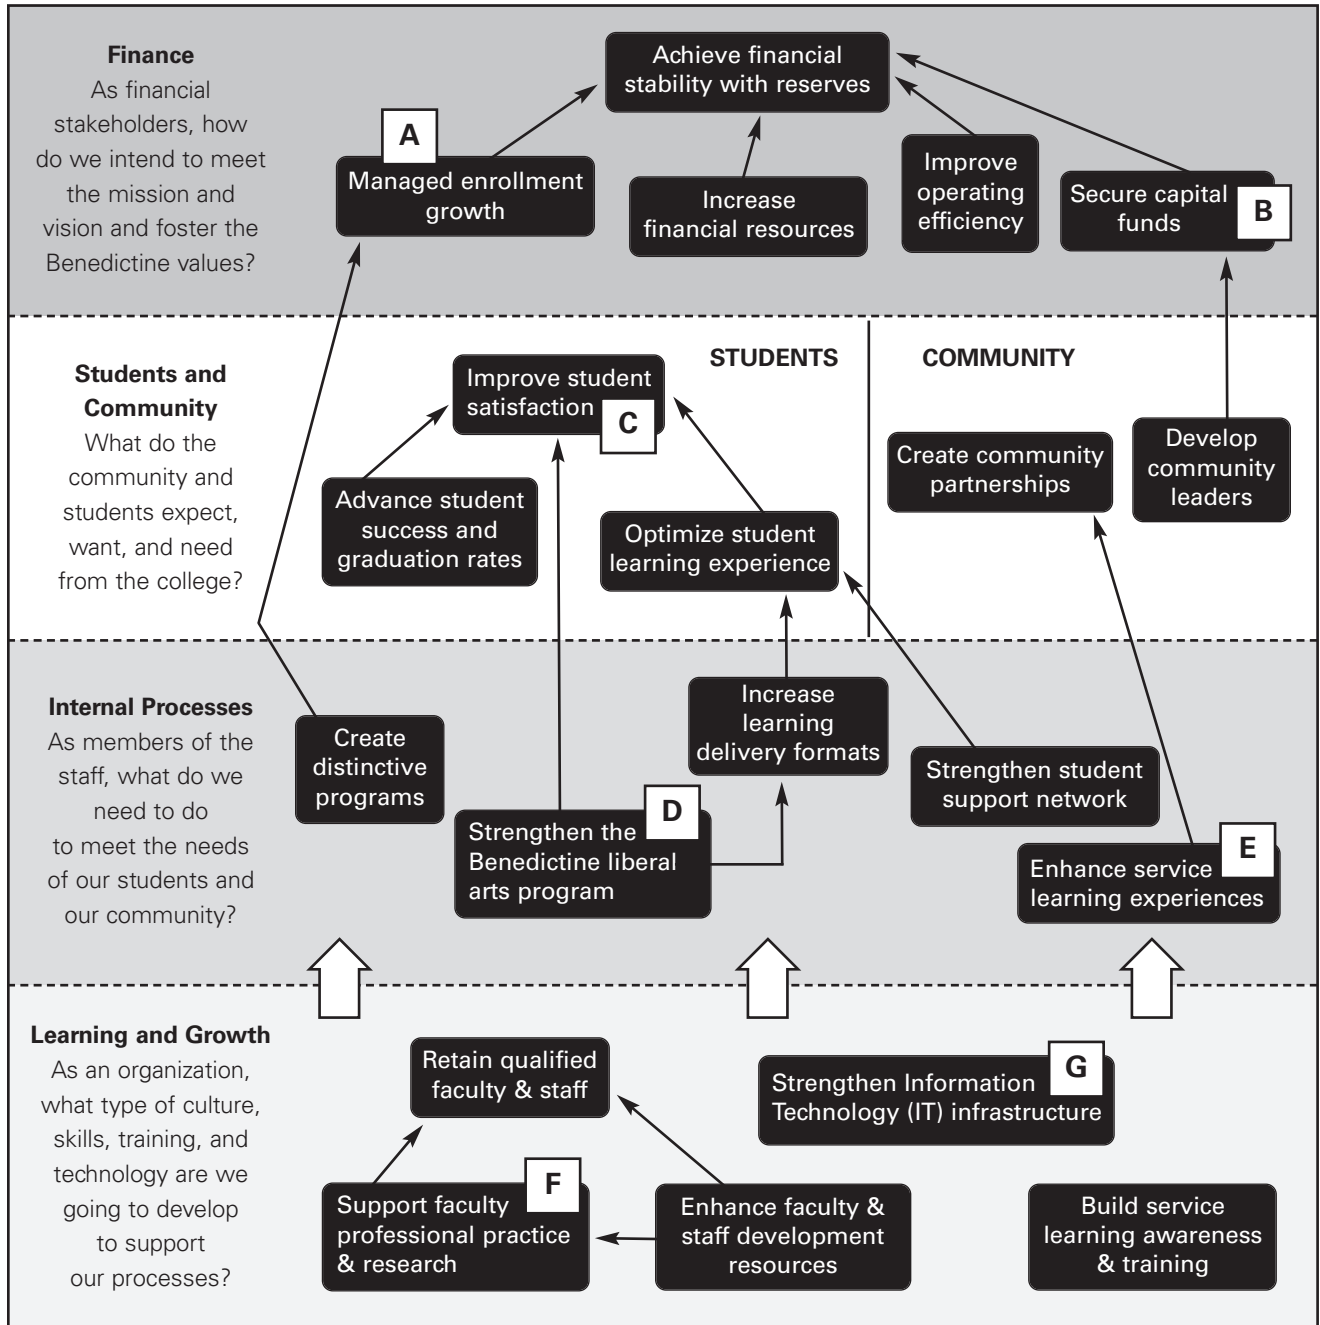 Finance
As financial
stakeholders, how
do we intend to meet
the mission and
vision and foster the
Benedictine values?
Achieve financial
stability with reserves
A
Managed enrollment
growth
Increase
financial resources
Improve
operating
efficiency
Secure capital
funds
B
Students and
Community
What do the
community and
students expect,
want, and need
from the college?
STUDENTS
COMMUNITY
Improve student
satisfaction
C
Advance student
success and
graduation rates
Optimize student
learning experience
Create community
partnerships
Develop
community
leaders
Internal Processes
As members of the
staff, what do we
need to do
to meet the needs
of our students and
our community?
Create
distinctive
programs
Increase
learning
delivery formats
D
Strengthen the
Benedictine liberal
arts program
Strengthen student
support network
E
Enhance service
learning experiences
Learning and Growth
As an organization,
what type of culture,
skills, training, and
technology are we
going to develop
to support
our processes?
Retain qualified
faculty & staff
G
Strengthen Information
Technology (IT) infrastructure
F
Support faculty
professional practice
& research
Enhance faculty &
staff development
resources
Build service
learning awareness
& training